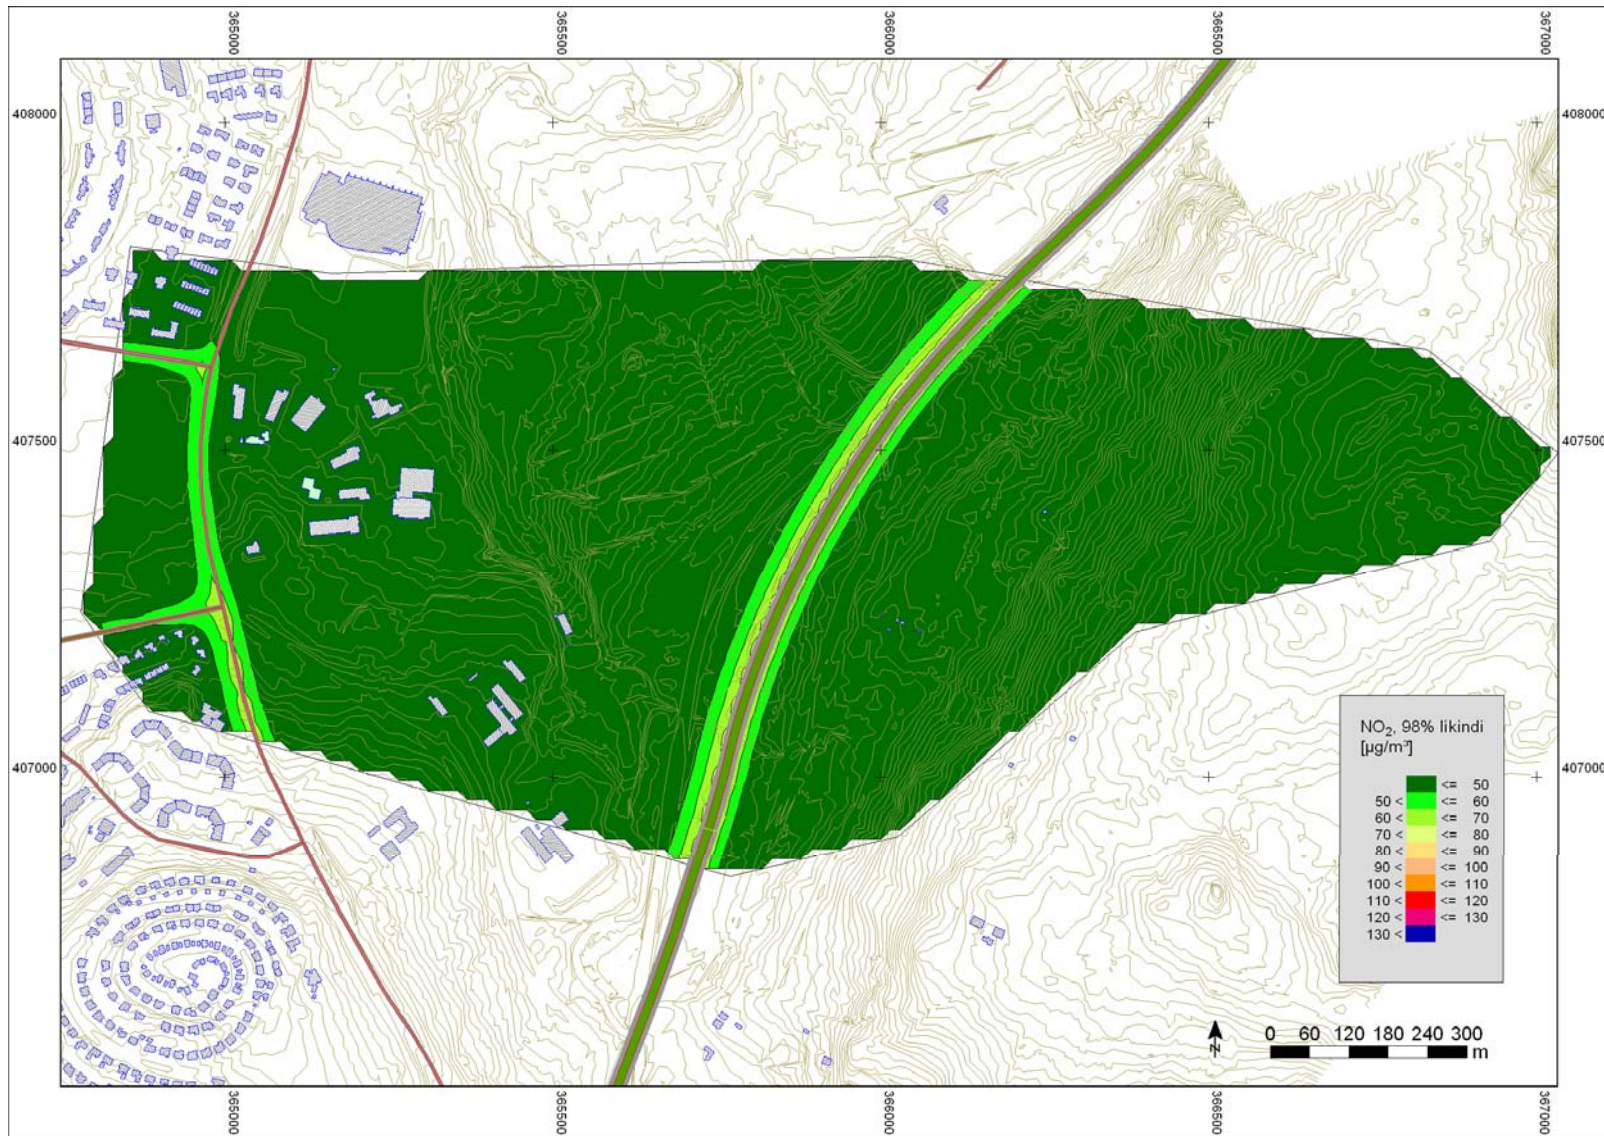 365000 365500 366000 366500 367000
408000 408000
407500 407500
407000 407000
NO₂, 98% likindi
[µg/m³]
<= 50
50 < <= 60
60 < <= 70
70 < <= 80
80 < <= 90
90 < <= 100
100 < <= 110
110 < <= 120
120 < <= 130
130 <
N
0 60 120 180 240 300
m
365000 365500 366000 366500 367000